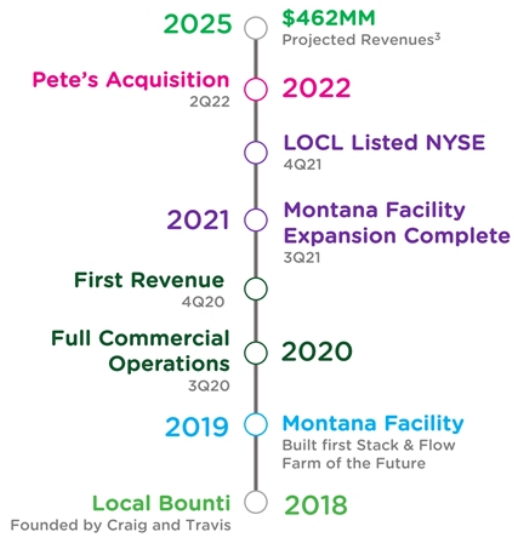 2025
$462MM
Projected Revenues³
Pete's Acquisition
2Q22
2022
LOCL Listed NYSE
4Q21
2021
Montana Facility
Expansion Complete
3Q21
First Revenue
4Q20
Full Commercial
Operations
3Q20
2020
2019
Montana Facility
Built first Stack & Flow
Farm of the Future
Local Bounti
Founded by Craig and Travis
2018